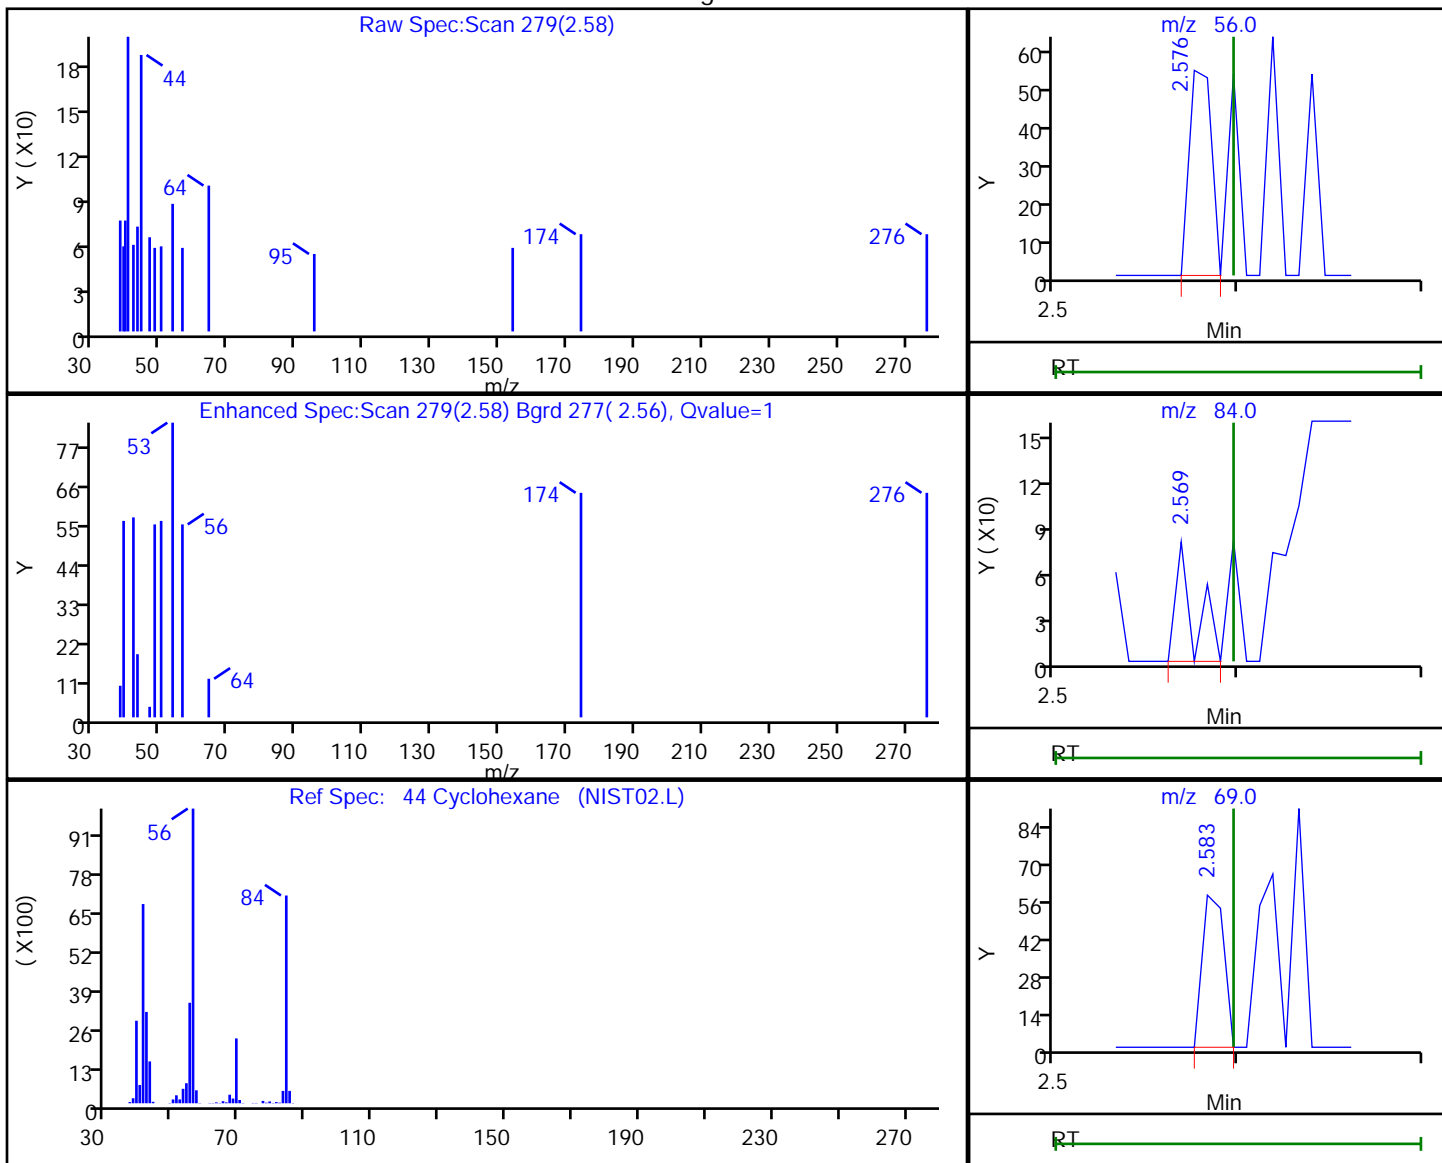 Raw Spec:Scan 279(2.58)
Y ( X10)
18
15
12
9
6
3
0
44
64
95
174
276
30 50 70 90 110 130 150 170 190 210 230 250 270
m/z
m/z 56.0
Y
60
50
40
30
20
10
0
2.576
2.5
Min
RT
Enhanced Spec:Scan 279(2.58) Bgrd 277( 2.56), Qvalue=1
Y
77
66
55
44
33
22
11
0
53
56
64
174
276
30 50 70 90 110 130 150 170 190 210 230 250 270
m/z
m/z 84.0
Y ( X10)
15
12
9
6
3
0
2.569
2.5
Min
RT
Ref Spec: 44 Cyclohexane (NIST02.L)
( X100)
91
78
65
52
39
26
13
0
56
84
30 70 110 150 190 230 270
m/z 69.0
Y
84
70
56
42
28
14
0
2.583
2.5
Min
RT